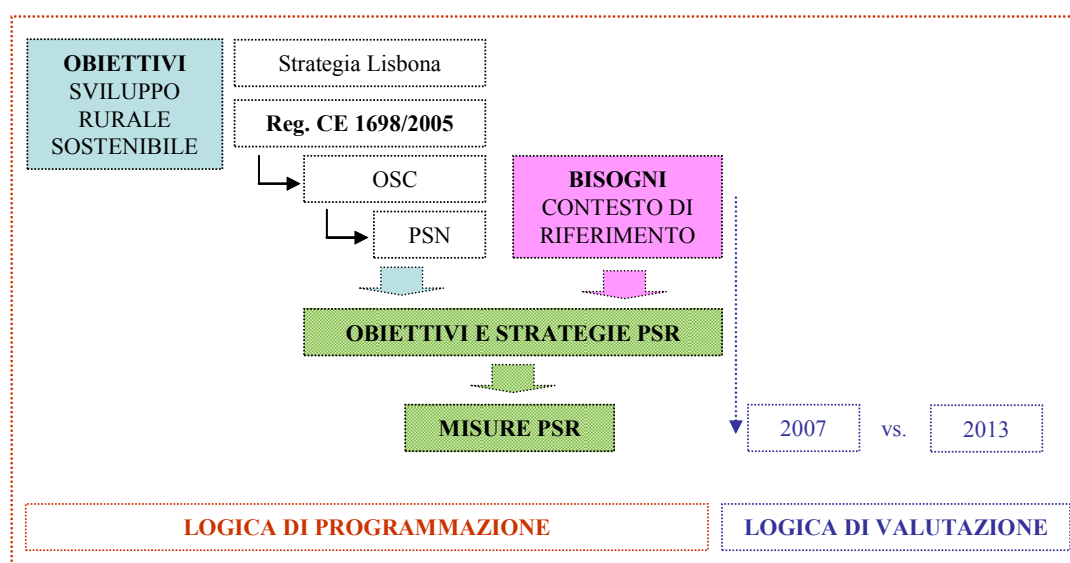 OBIETTIVI
SVILUPPO
RURALE
SOSTENIBILE
Strategia Lisbona
Reg. CE 1698/2005
OSC
PSN
BISOGNI
CONTESTO DI
RIFERIMENTO
OBIETTIVI E STRATEGIE PSR
MISURE PSR
2007 vs. 2013
LOGICA DI PROGRAMMAZIONE
LOGICA DI VALUTAZIONE